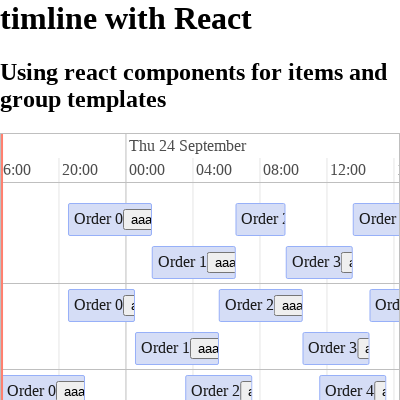 timline with React
Using react components for items and
group templates
Thu 24 September
6:00 20:00 00:00 04:00 08:00 12:00
Order 0 aaa Order Order
Order 1 aaa Order 3 a
Order 0 a Order 2 aaa Ord
Order 1 aaa Order 3 a
Order 0 aaa Order 2 a Order 4 a